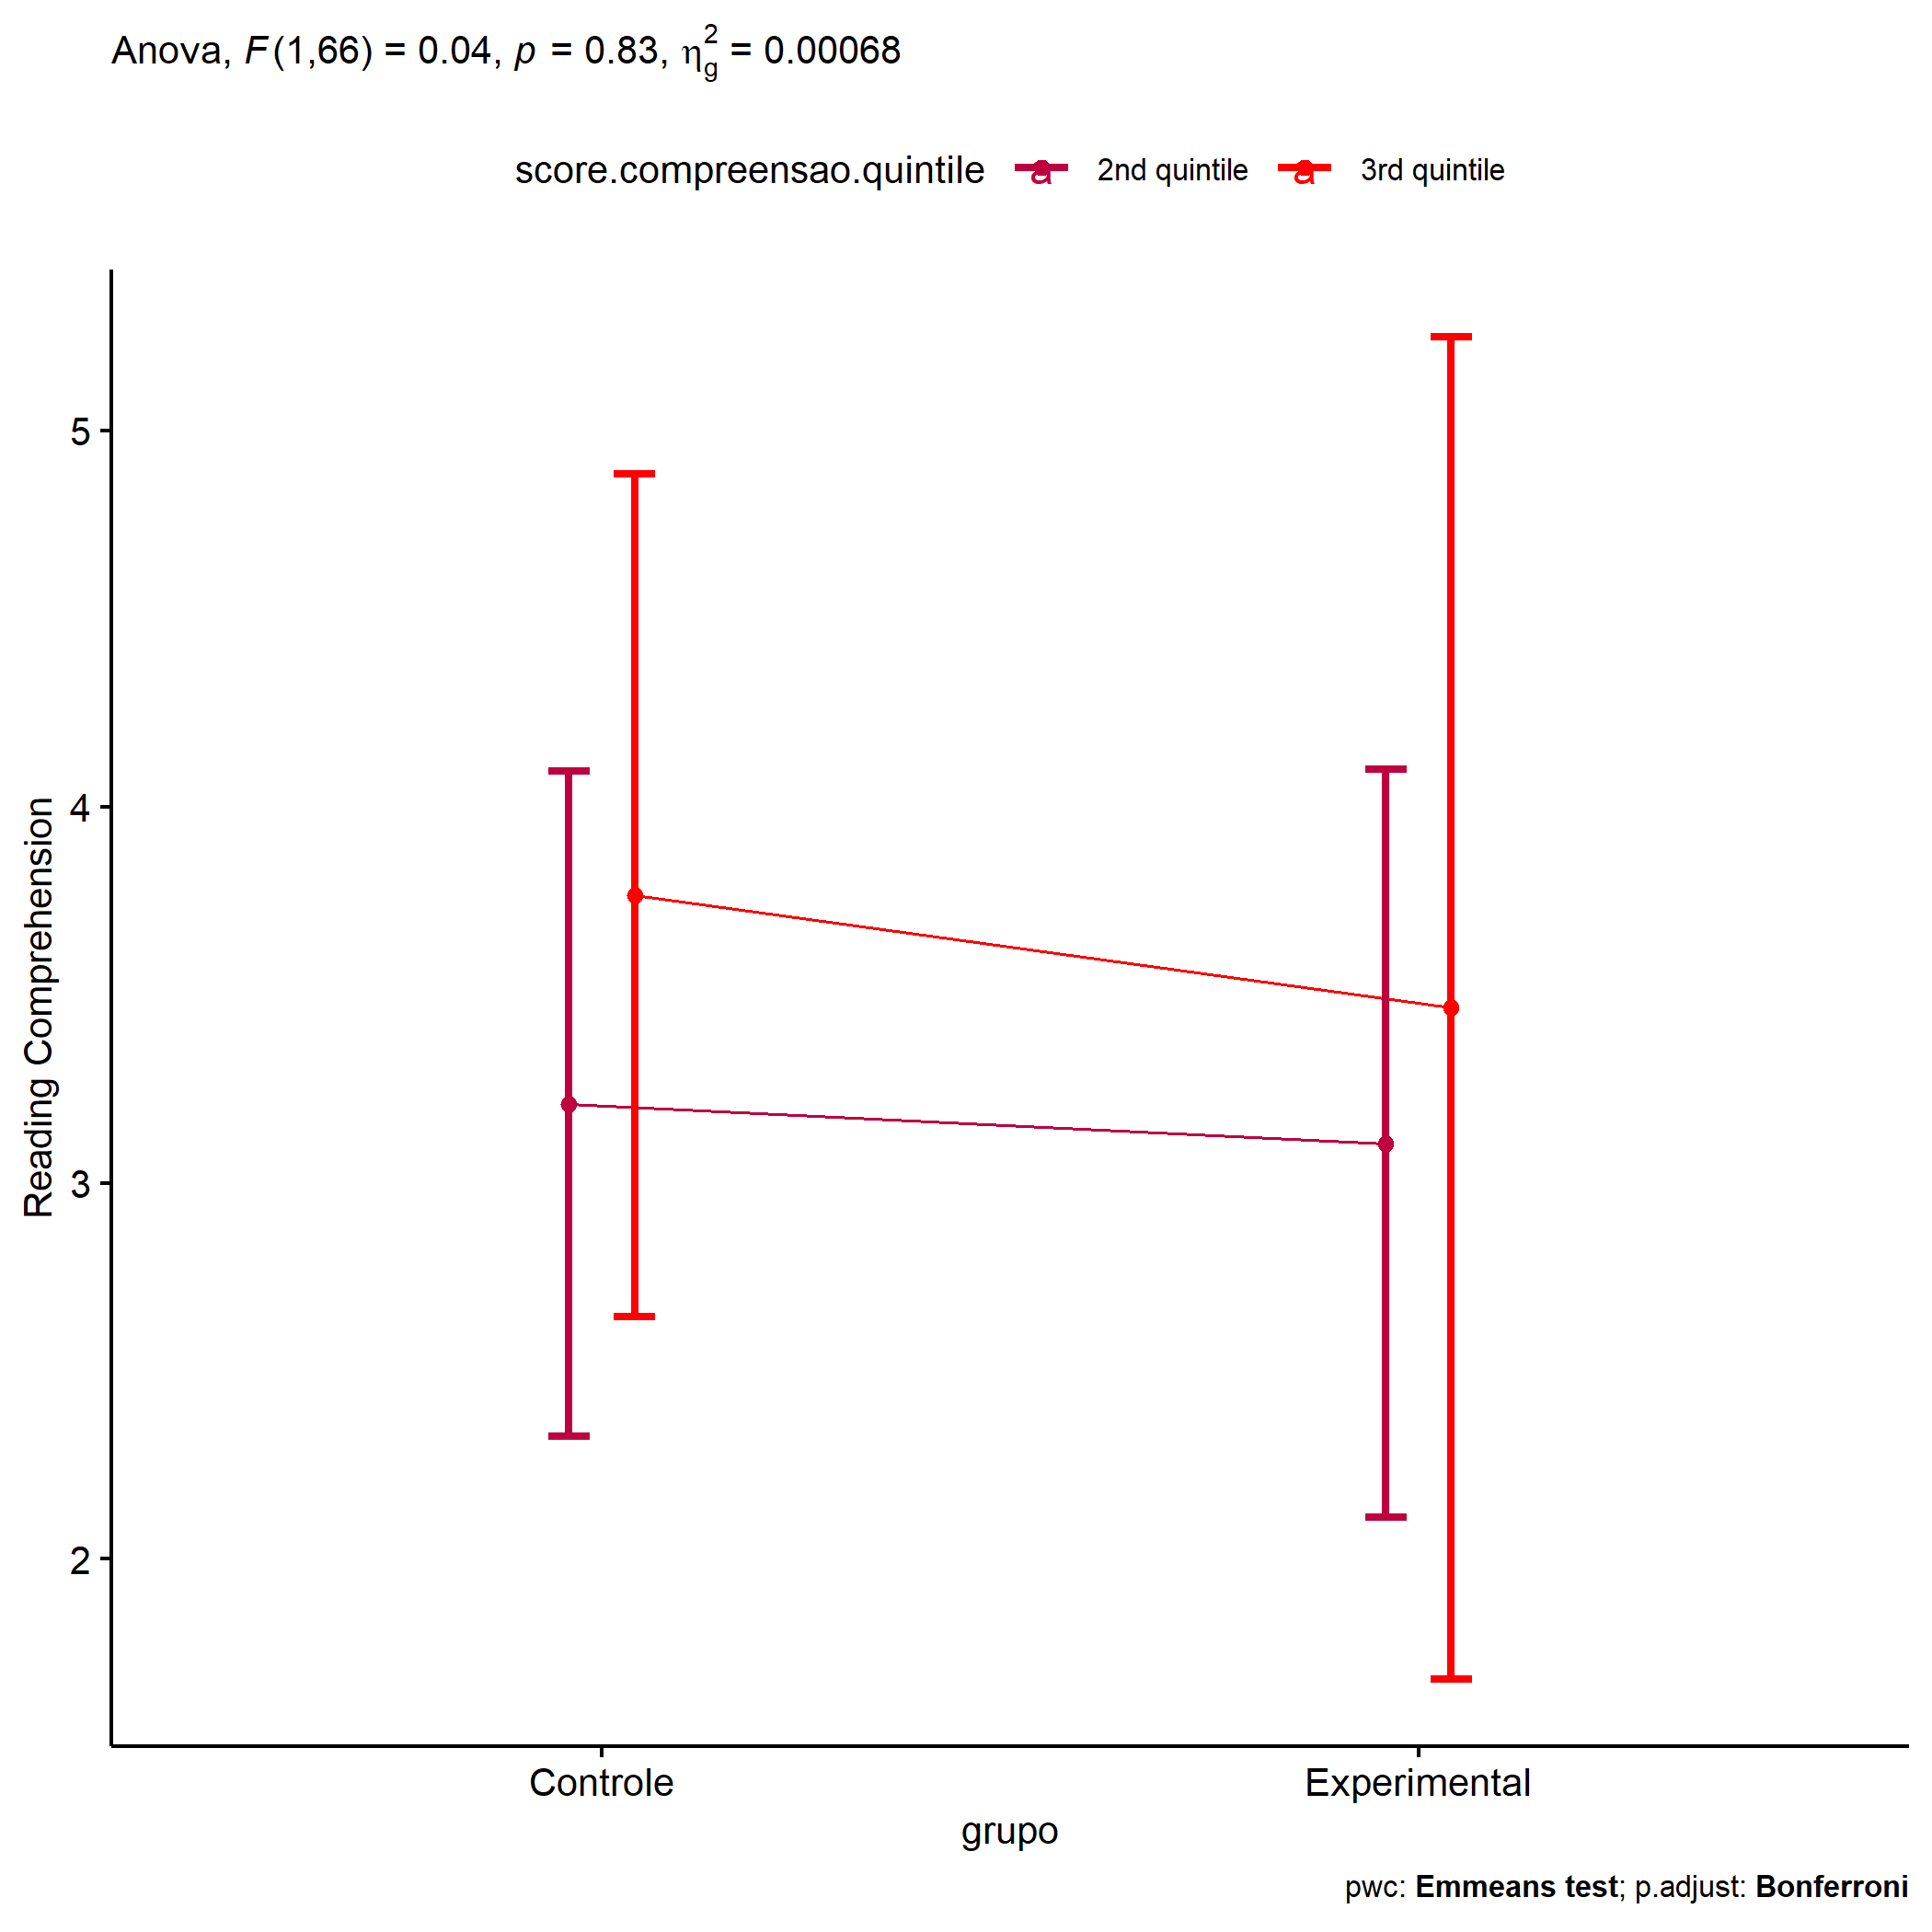 Anova, F(1,66) = 0.04, p = 0.83, η²g = 0.00068
score.compreensao.quintile a 2nd quintile a 3rd quintile
5
4
3
2
Reading Comprehension
Controle Experimental
grupo
pwc: Emmeans test; p.adjust: Bonferroni